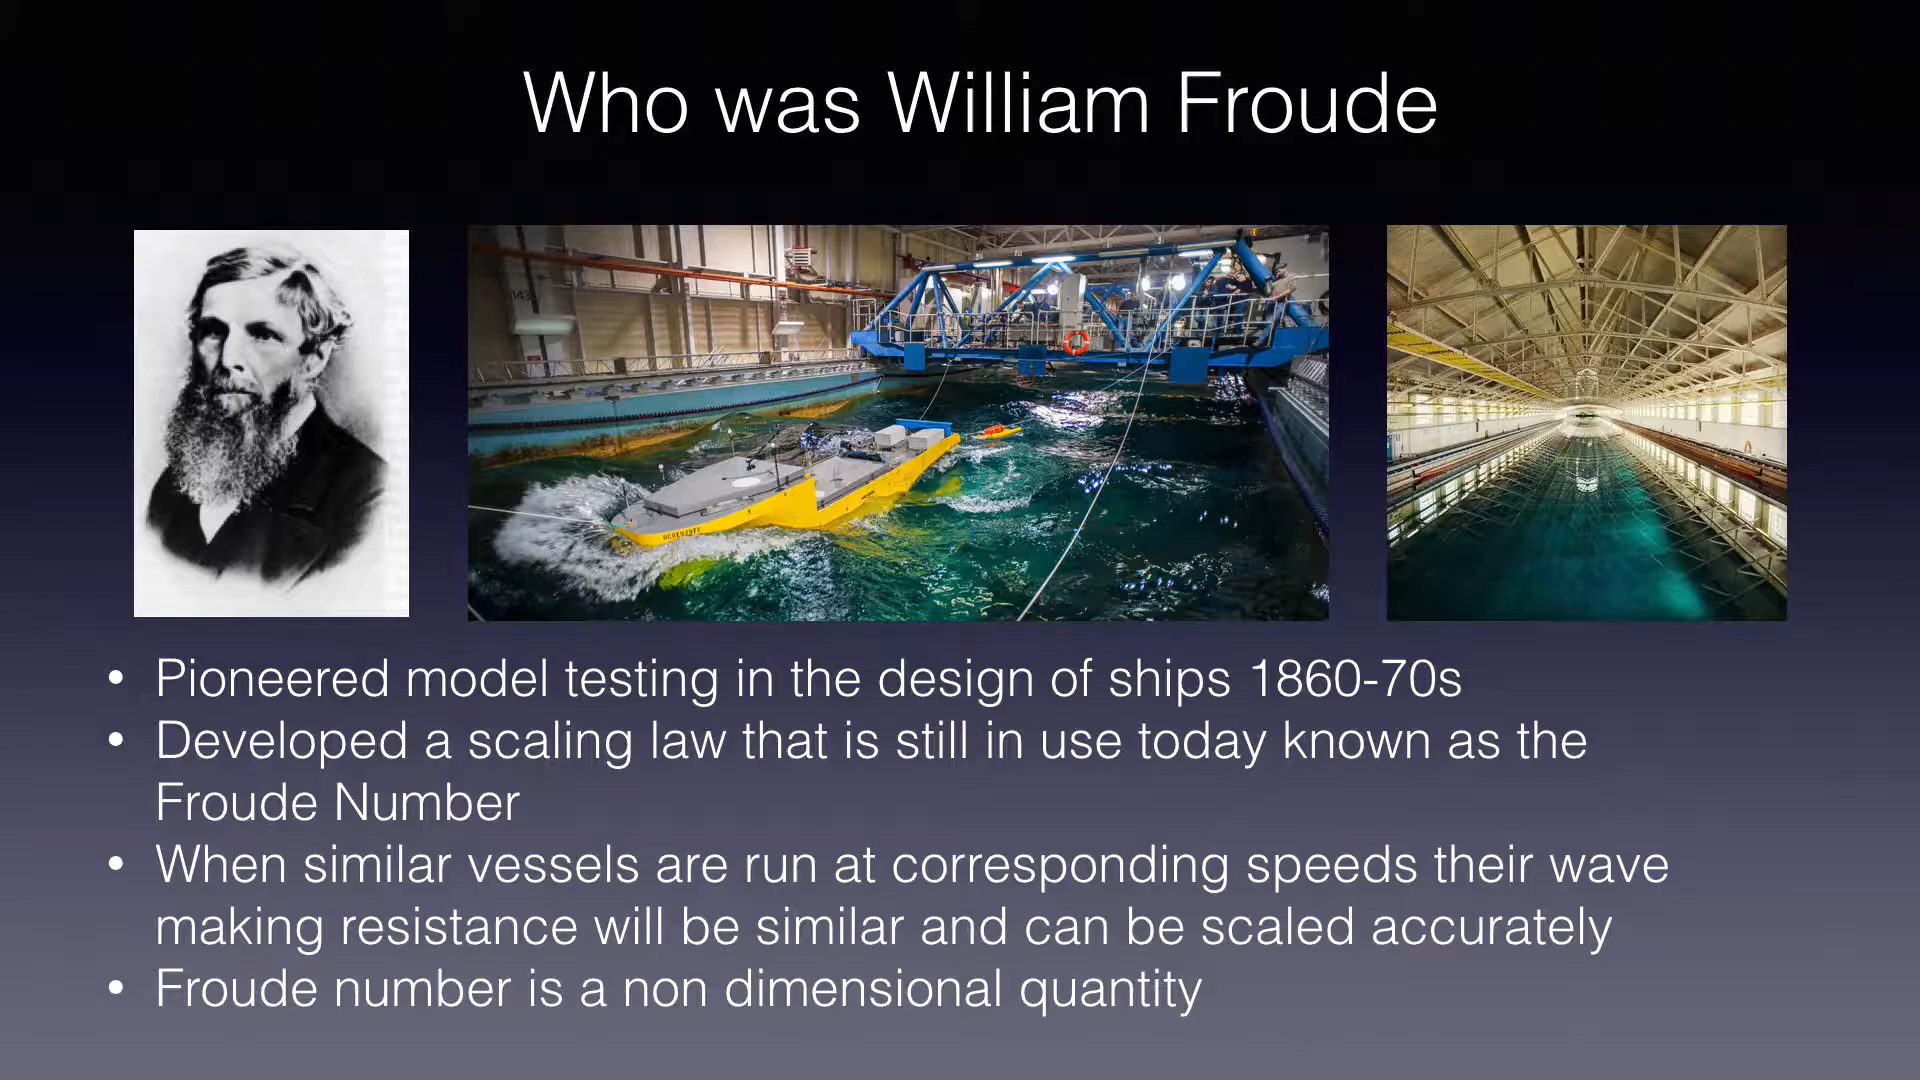 Who was William Froude
• Pioneered model testing in the design of ships 1860-70s
• Developed a scaling law that is still in use today known as the
Froude Number
• When similar vessels are run at corresponding speeds their wave
making resistance will be similar and can be scaled accurately
• Froude number is a non dimensional quantity